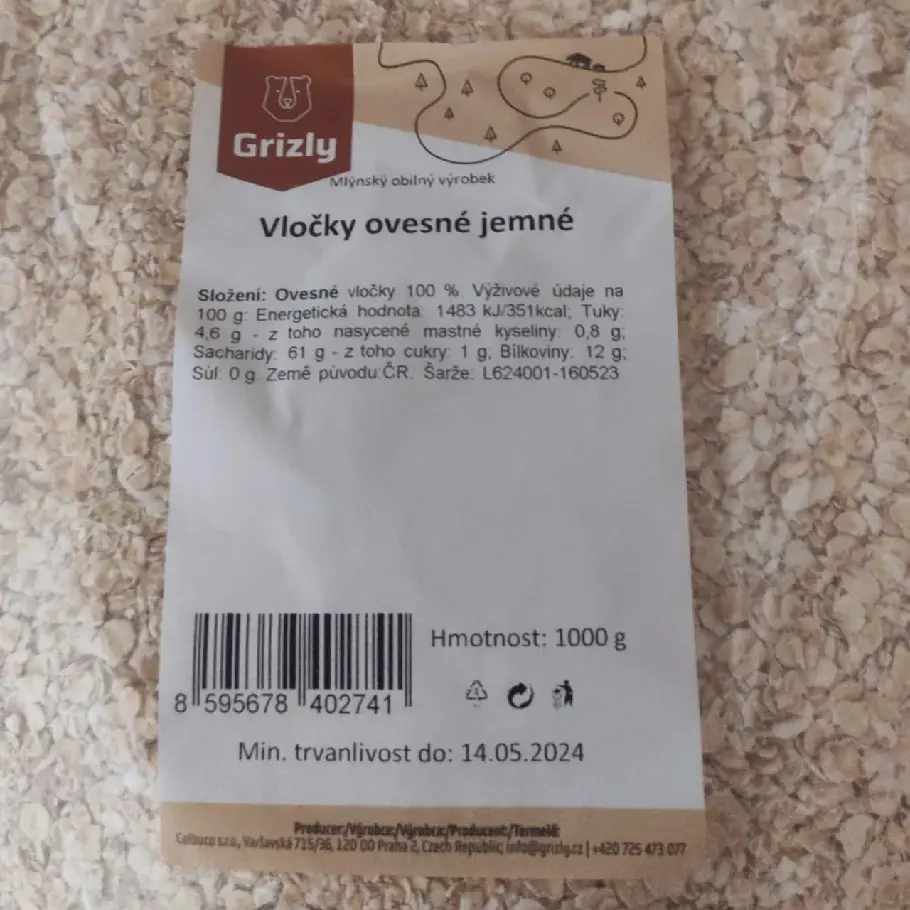 Grizly
Mlýnský obilný výrobek
Vločky ovesné jemné
Složení: Ovesné vločky 100 % Výživové údaje na
100 g: Energetická hodnota: 1483 kJ/351kcal; Tuky:
4,6 g - z toho nasycené mastné kyseliny: 0,8 g;
Sacharidy: 61 g - z toho cukry: 1 g; Bílkoviny: 12 g;
Sůl: 0 g. Země původu:ČR. Šarže: L624001-160523
Hmotnost: 1000 g
8 595678 402741
Min. trvanlivost do: 14.05.2024
Producer:/Výrobce:/Výrobca:/Producent:/Termelő:
Calbuco s.r.o., Varšavská 715/36, 120 00 Praha 2, Czech Republic; info@grizly.cz | +420 725 473 077